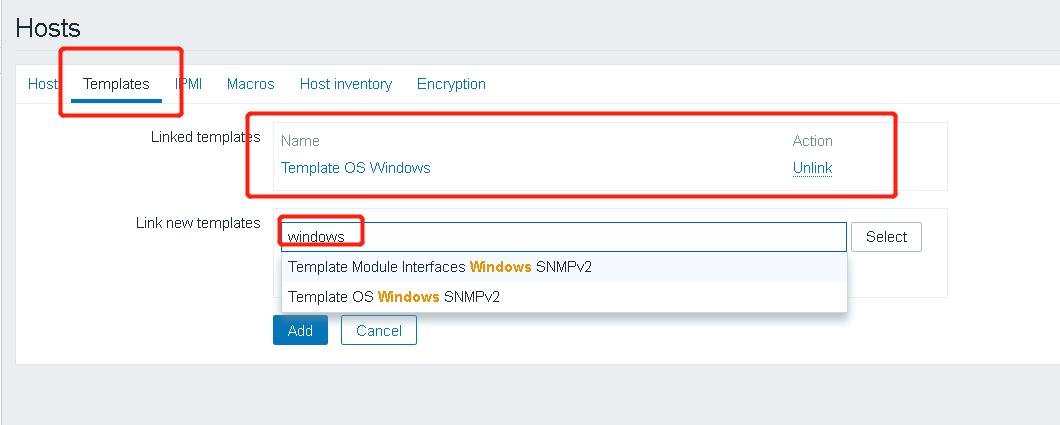 Hosts
Host Templates IPMI Macros Host inventory Encryption
Linked templates Name Action
Template OS Windows Unlink
Link new templates
windows Select
Template Module Interfaces Windows SNMPv2
Template OS Windows SNMPv2
Add Cancel